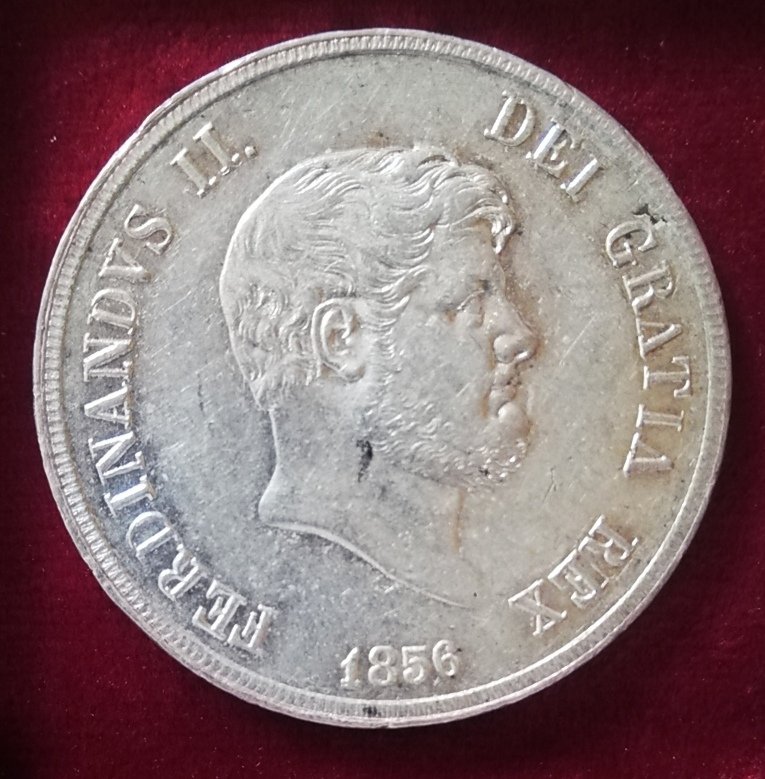 FERDINANDVS II.
DEI GRATIA REX
1856